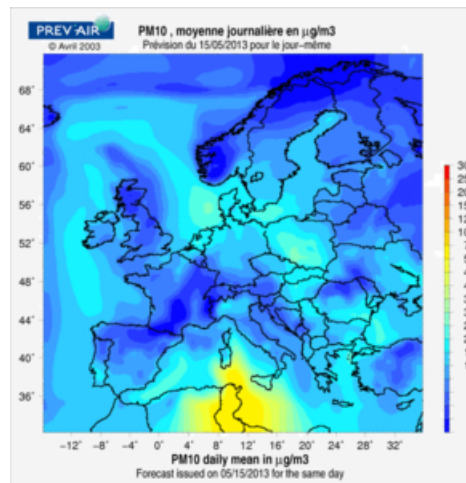 PREV'AIR
© Avril 2003
PM10 , moyenne journalière en µg/m3
Prévision du 15/05/2013 pour le jour-même
68°
64°
60°
56°
52°
48°
44°
40°
36°
−12° −8° −4° 0° 4° 8° 12° 16° 20° 24° 28° 32°
PM10 daily mean in µg/m3
Forecast issued on 05/15/2013 for the same day